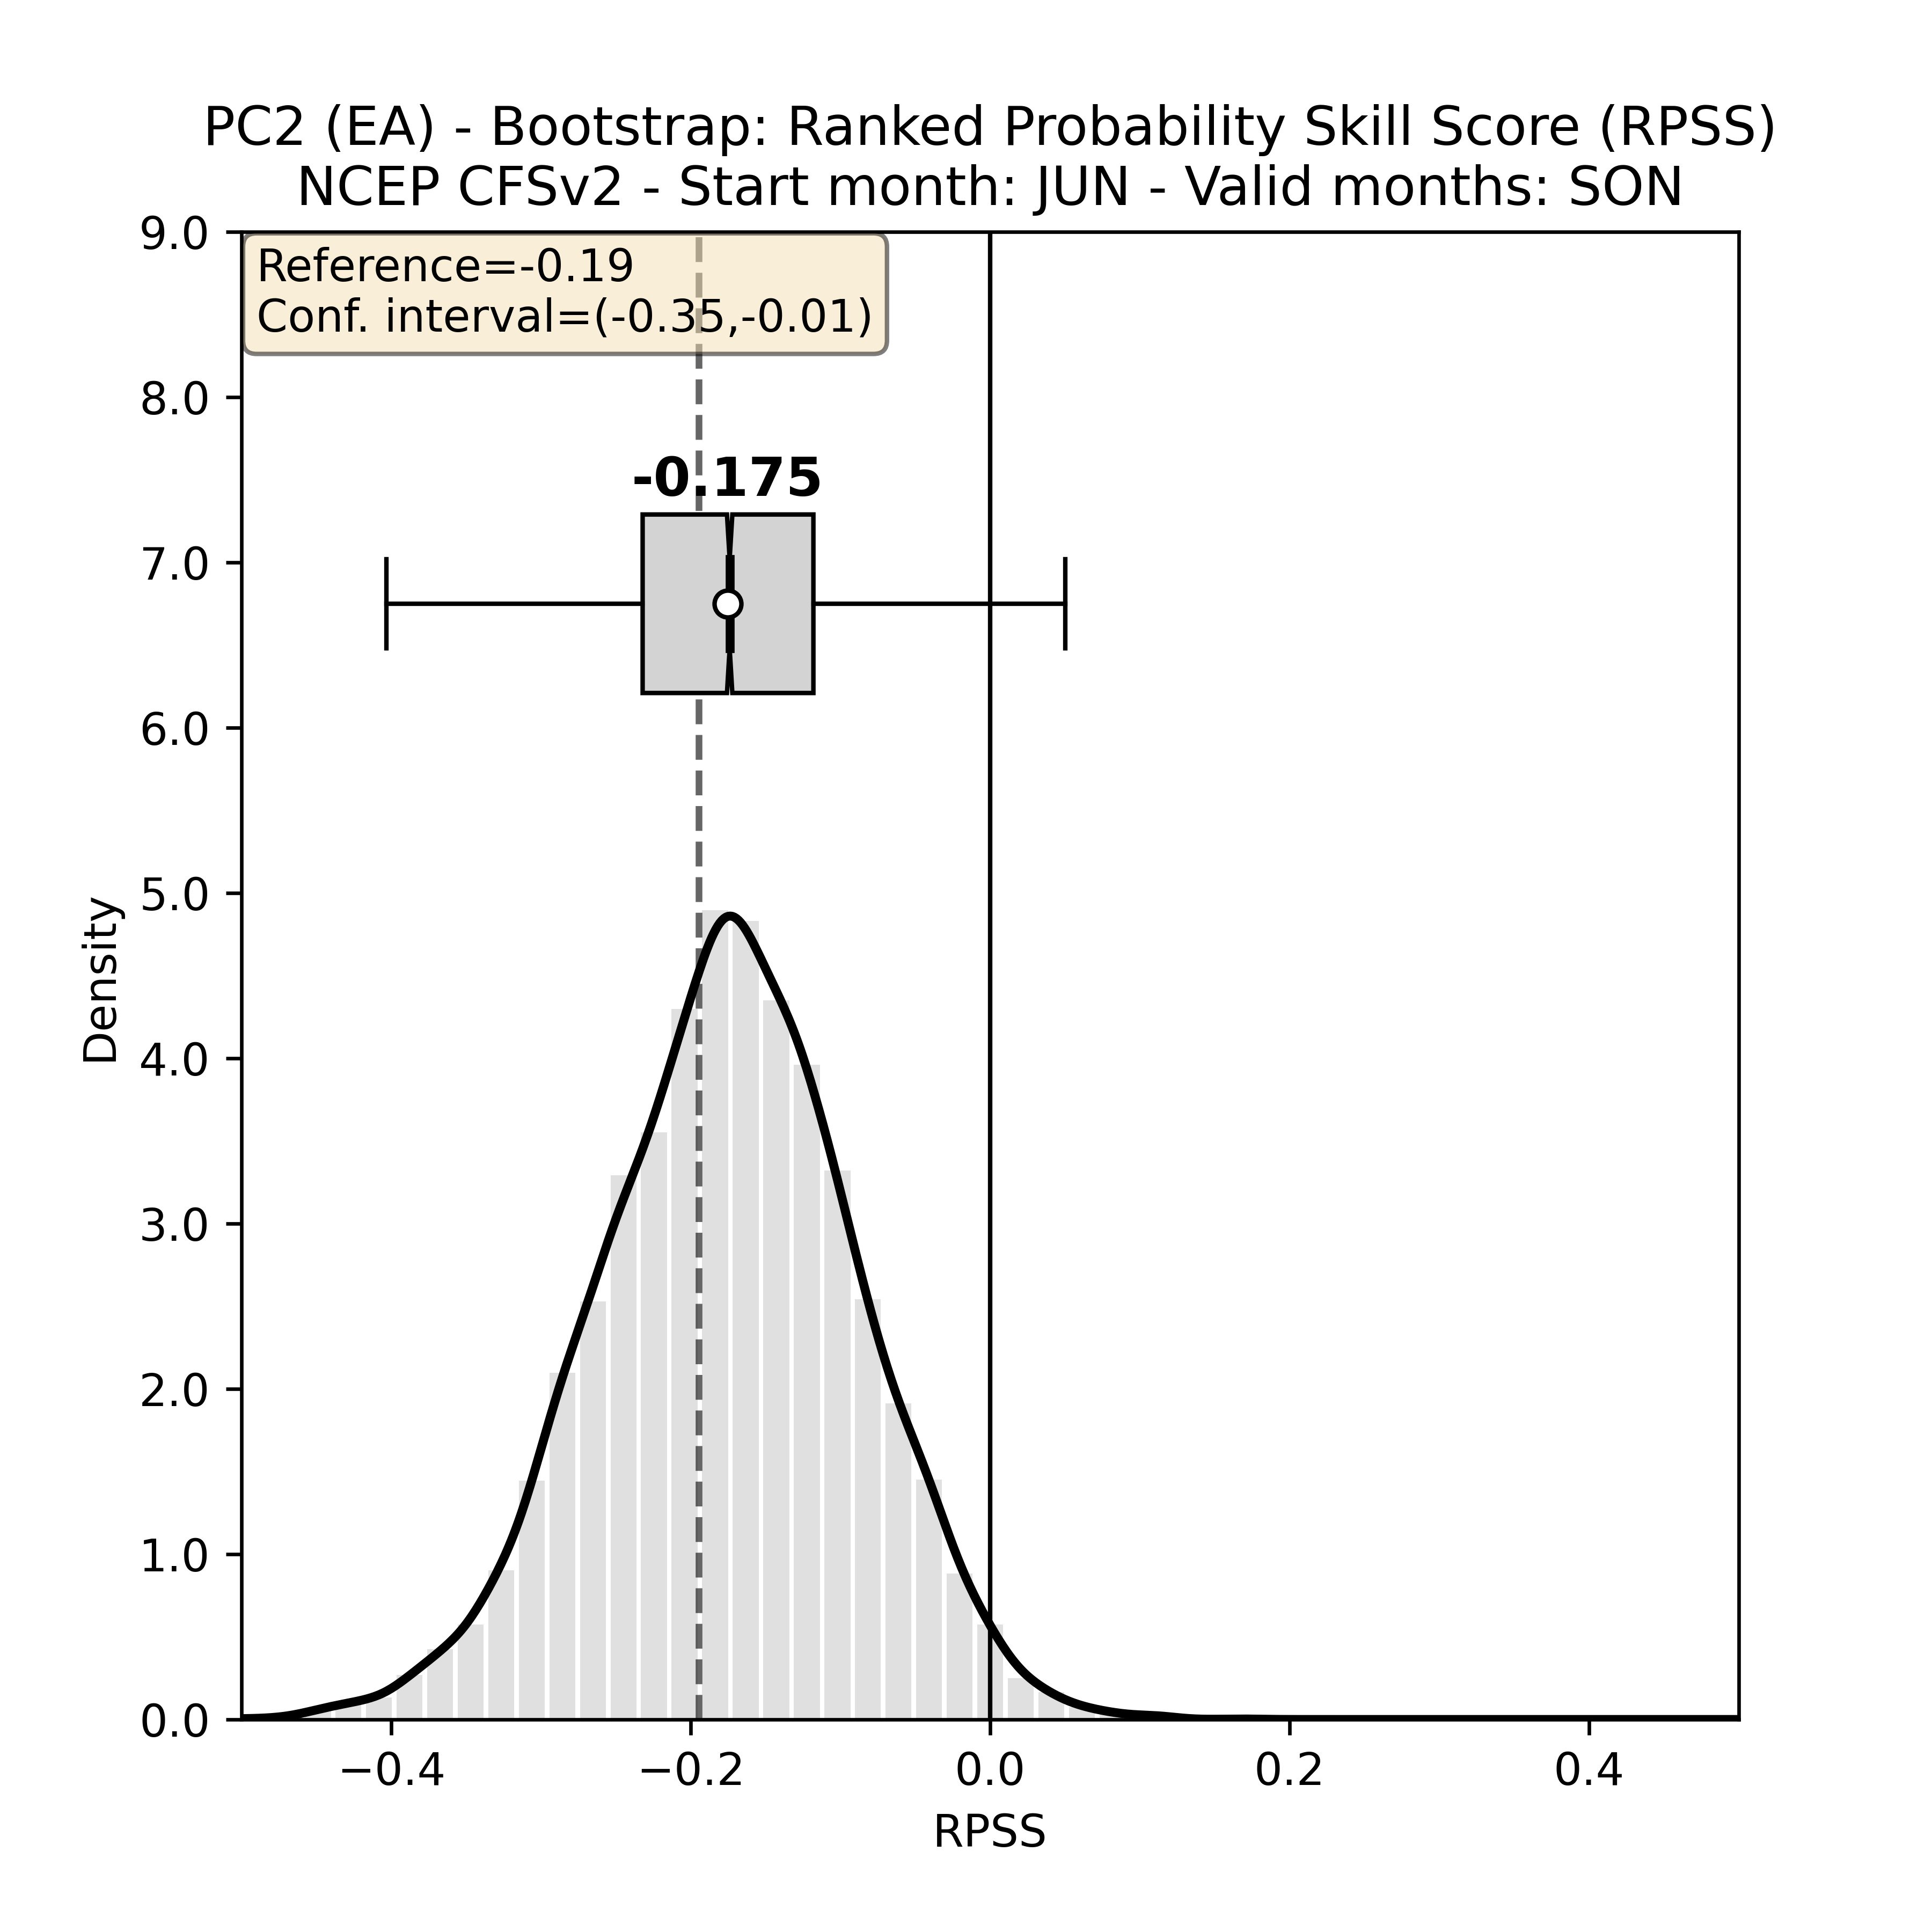 PC2 (EA) - Bootstrap: Ranked Probability Skill Score (RPSS)
NCEP CFSv2 - Start month: JUN - Valid months: SON
Reference=-0.19
Conf. interval=(-0.35,-0.01)
-0.175
9.0
8.0
7.0
6.0
5.0
4.0
3.0
2.0
1.0
0.0
Density
−0.4
−0.2
0.0
0.2
0.4
RPSS